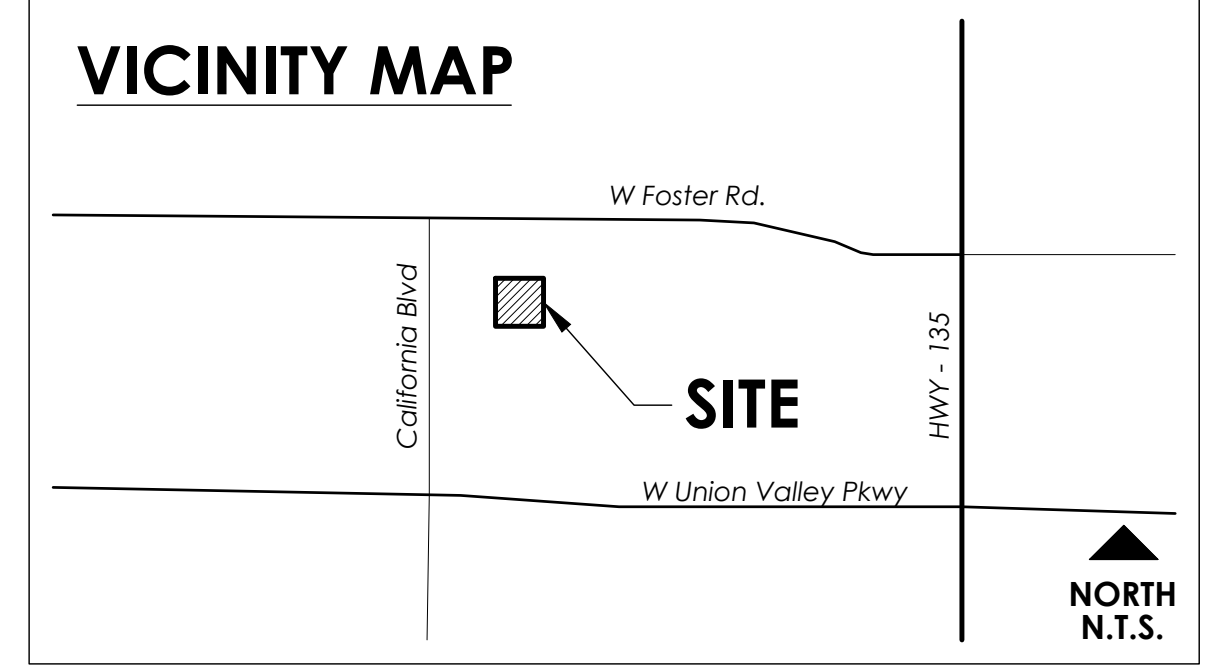 VICINITY MAP
W Foster Rd.
California Blvd
HWY - 135
SITE
W Union Valley Pkwy
NORTH
N.T.S.